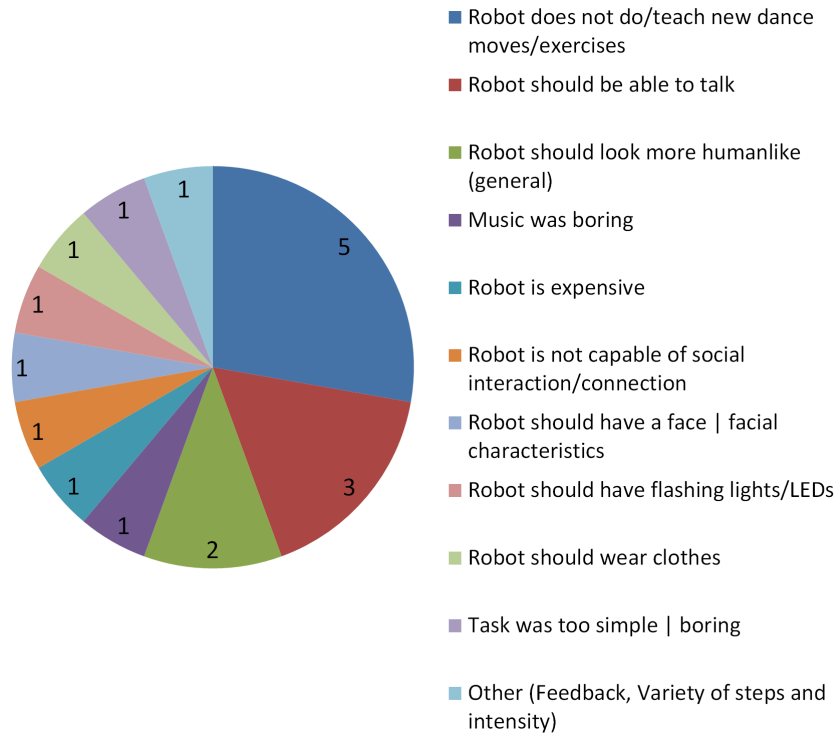 Robot does not do/teach new dance
moves/exercises
Robot should be able to talk
Robot should look more humanlike
(general)
Music was boring
Robot is expensive
Robot is not capable of social
interaction/connection
Robot should have a face | facial
characteristics
Robot should have flashing lights/LEDs
Robot should wear clothes
Task was too simple | boring
Other (Feedback, Variety of steps and
intensity)
5
3
2
1
1
1
1
1
1
1
1